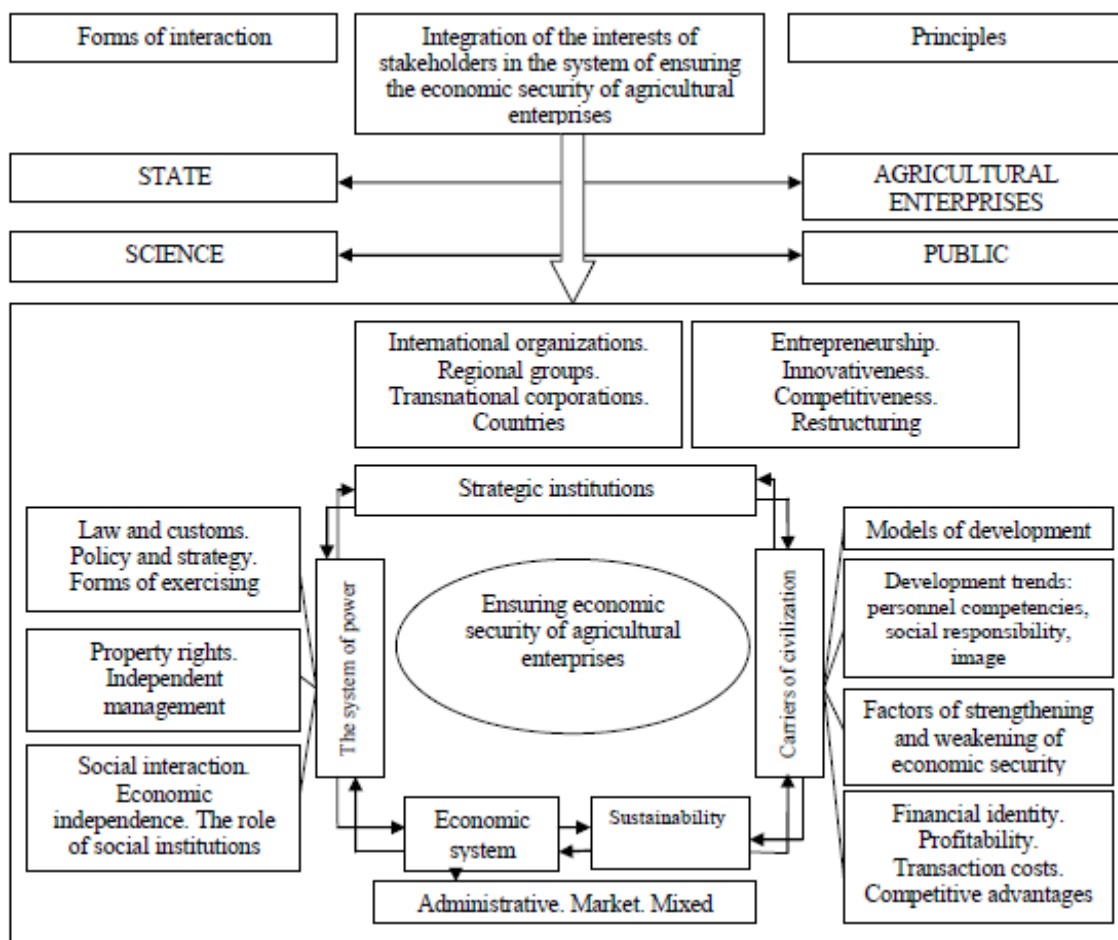 Forms of interaction
Integration of the interests of
stakeholders in the system of ensuring
the economic security of agricultural
enterprises
Principles
STATE
AGRICULTURAL
ENTERPRISES
SCIENCE
PUBLIC
International organizations.
Regional groups.
Transnational corporations.
Countries
Entrepreneurship.
Innovativeness.
Competitiveness.
Restructuring
Strategic institutions
Law and customs.
Policy and strategy.
Forms of exercising
Property rights.
Independent
management
Social interaction.
Economic
independence. The role
of social institutions
The system of power
Ensuring economic
security of agricultural
enterprises
Carriers of civilization
Models of development
Development trends:
personnel competencies,
social responsibility,
image
Factors of strengthening
and weakening of
economic security
Financial identity.
Profitability.
Transaction costs.
Competitive advantages
Economic
system
Sustainability
Administrative. Market. Mixed